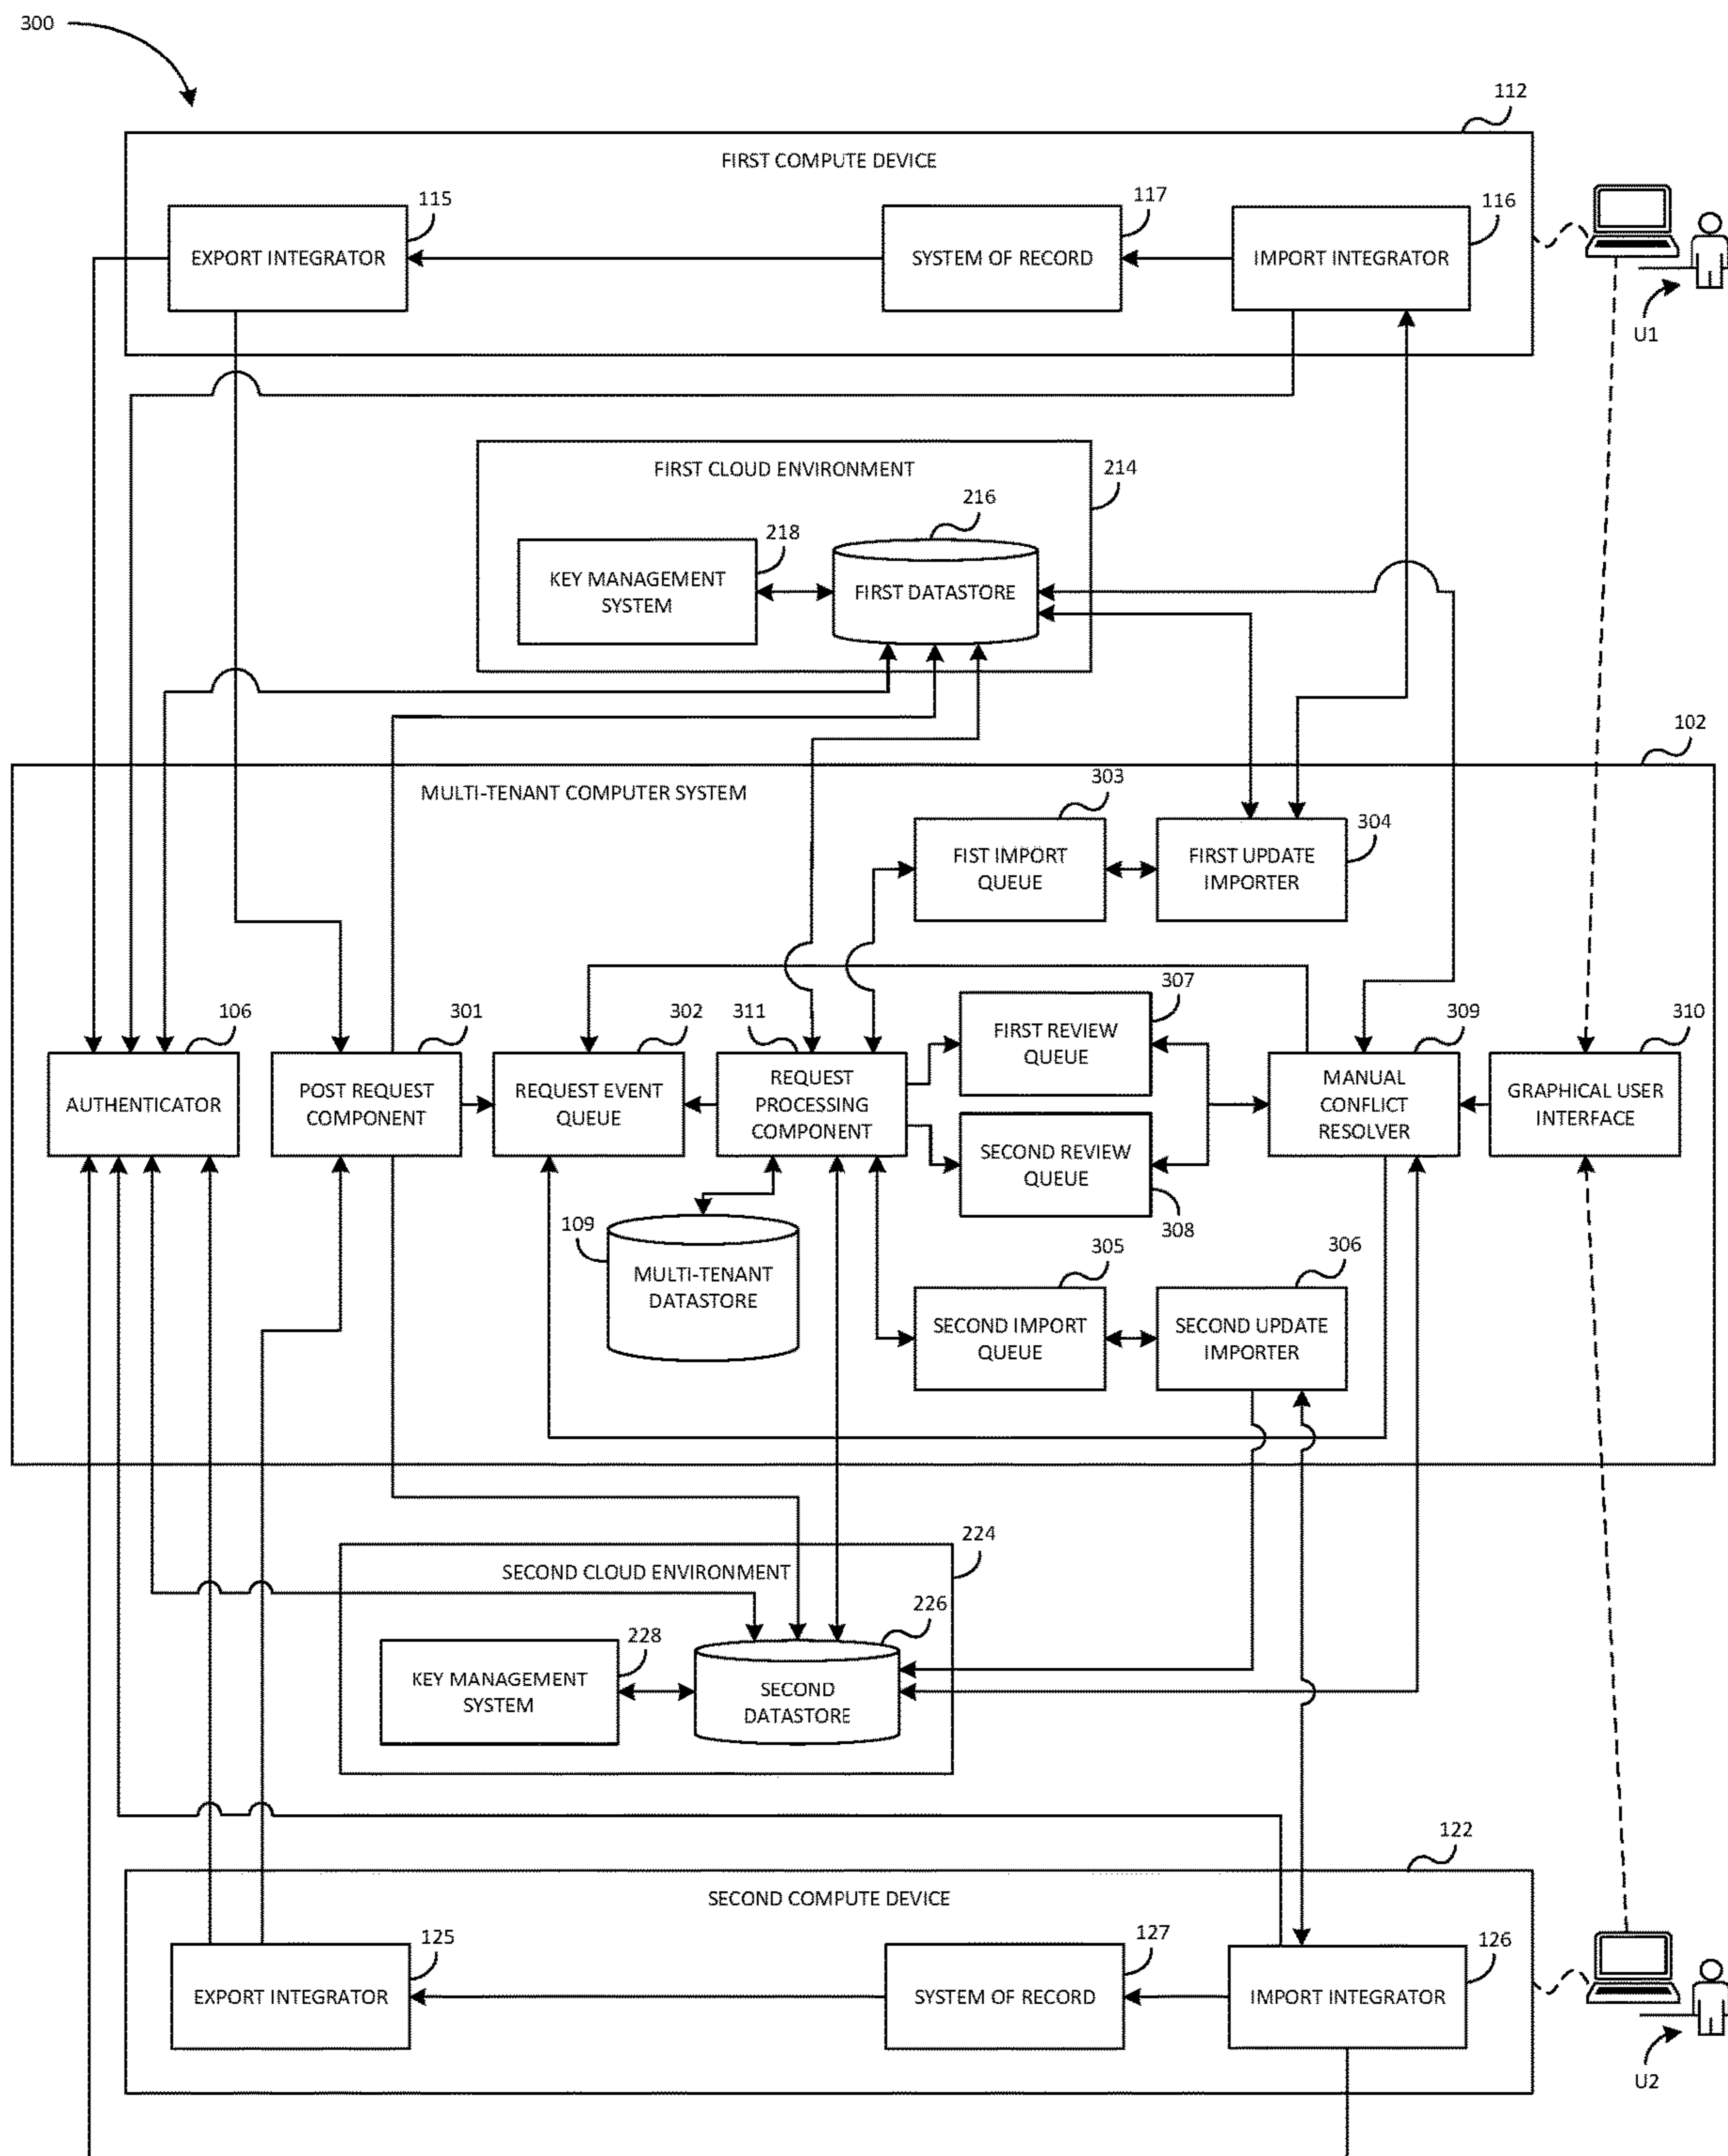 300
112
FIRST COMPUTE DEVICE
115
117
116
EXPORT INTEGRATOR
SYSTEM OF RECORD
IMPORT INTEGRATOR
U1
FIRST CLOUD ENVIRONMENT
214
216
218
KEY MANAGEMENT
SYSTEM
FIRST DATASTORE
102
MULTI-TENANT COMPUTER SYSTEM
303
304
FIST IMPORT
QUEUE
FIRST UPDATE
IMPORTER
307
106
301
302
311
309
310
FIRST REVIEW
QUEUE
AUTHENTICATOR
POST REQUEST
COMPONENT
REQUEST EVENT
QUEUE
REQUEST
PROCESSING
COMPONENT
MANUAL
CONFLICT
RESOLVER
GRAPHICAL USER
INTERFACE
SECOND REVIEW
QUEUE
308
109
MULTI-TENANT
DATASTORE
305
306
SECOND IMPORT
QUEUE
SECOND UPDATE
IMPORTER
224
SECOND CLOUD ENVIRONMENT
226
228
KEY MANAGEMENT
SYSTEM
SECOND
DATASTORE
122
SECOND COMPUTE DEVICE
125
127
126
EXPORT INTEGRATOR
SYSTEM OF RECORD
IMPORT INTEGRATOR
U2